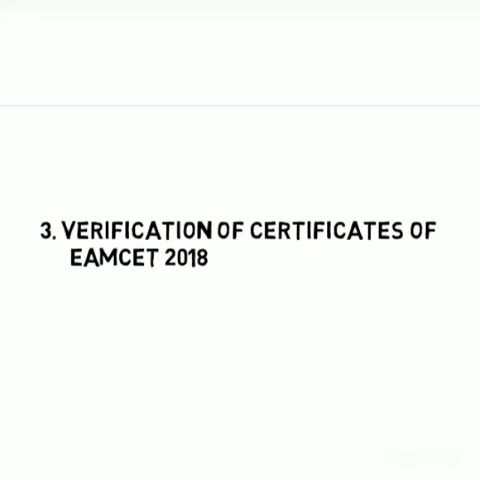 3. VERIFICATION OF CERTIFICATES OF
EAMCET 2018